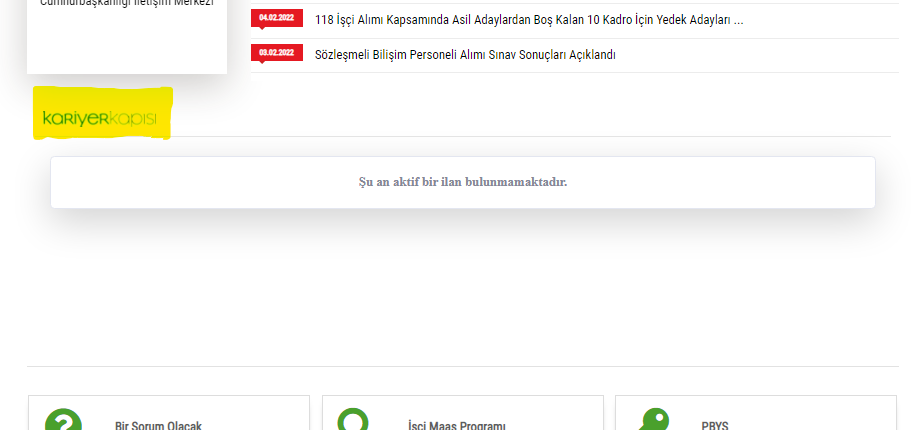 Cumhurbaşkanlığı İletişim Merkezi
04.02.2022 118 İşçi Alımı Kapsamında Asil Adaylardan Boş Kalan 10 Kadro İçin Yedek Adayları ...
03.02.2022 Sözleşmeli Bilişim Personeli Alımı Sınav Sonuçları Açıklandı
kariyerkapısı
Şu an aktif bir ilan bulunmamaktadır.
Bir Sorum Olacak
İşçi Maaş Programı
PBYS